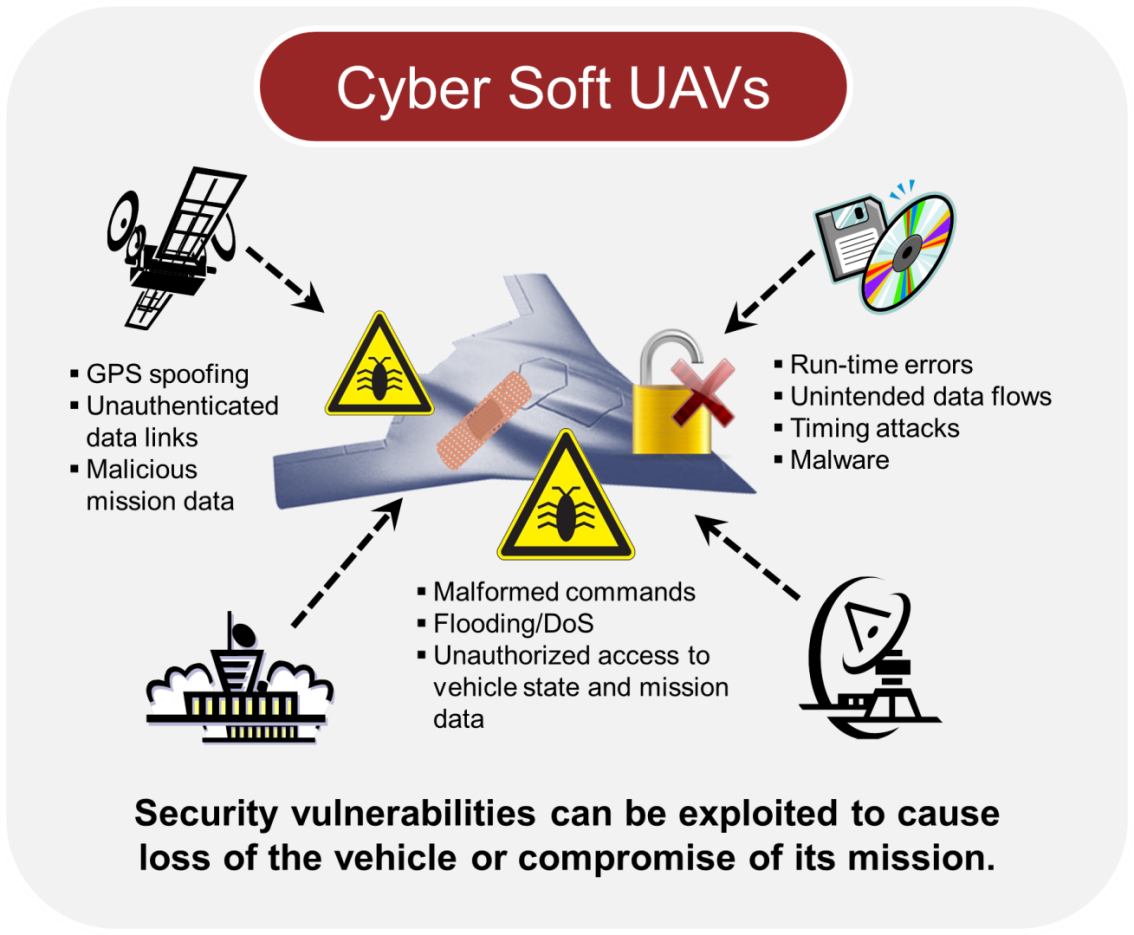 Cyber Soft UAVs
▪ GPS spoofing
▪ Unauthenticated
data links
▪ Malicious
mission data
▪ Run-time errors
▪ Unintended data flows
▪ Timing attacks
▪ Malware
▪ Malformed commands
▪ Flooding/DoS
▪ Unauthorized access to
vehicle state and mission
data
Security vulnerabilities can be exploited to cause
loss of the vehicle or compromise of its mission.